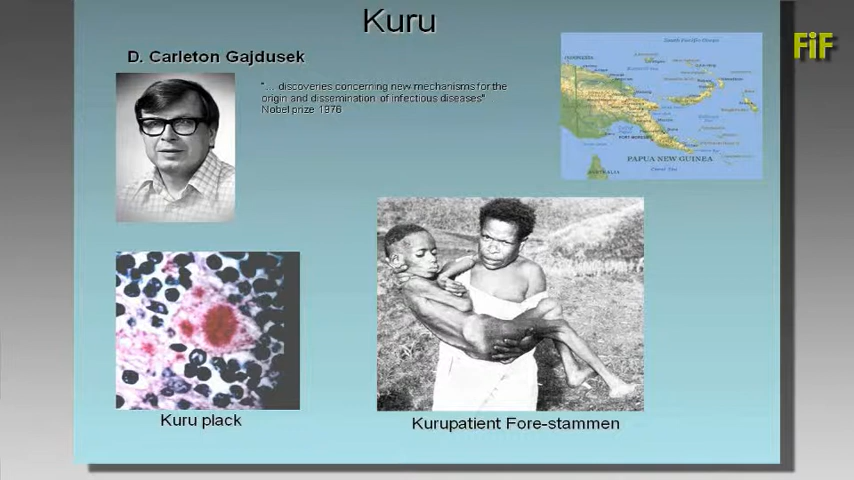 Kuru
FiF
D. Carleton Gajdusek
"... discoveries concerning new mechanisms for the
origin and dissemination of infectious diseases"
Nobel prize 1976
PAPUA NEW GUINEA
Kuru plack
Kurupatient Fore-stammen